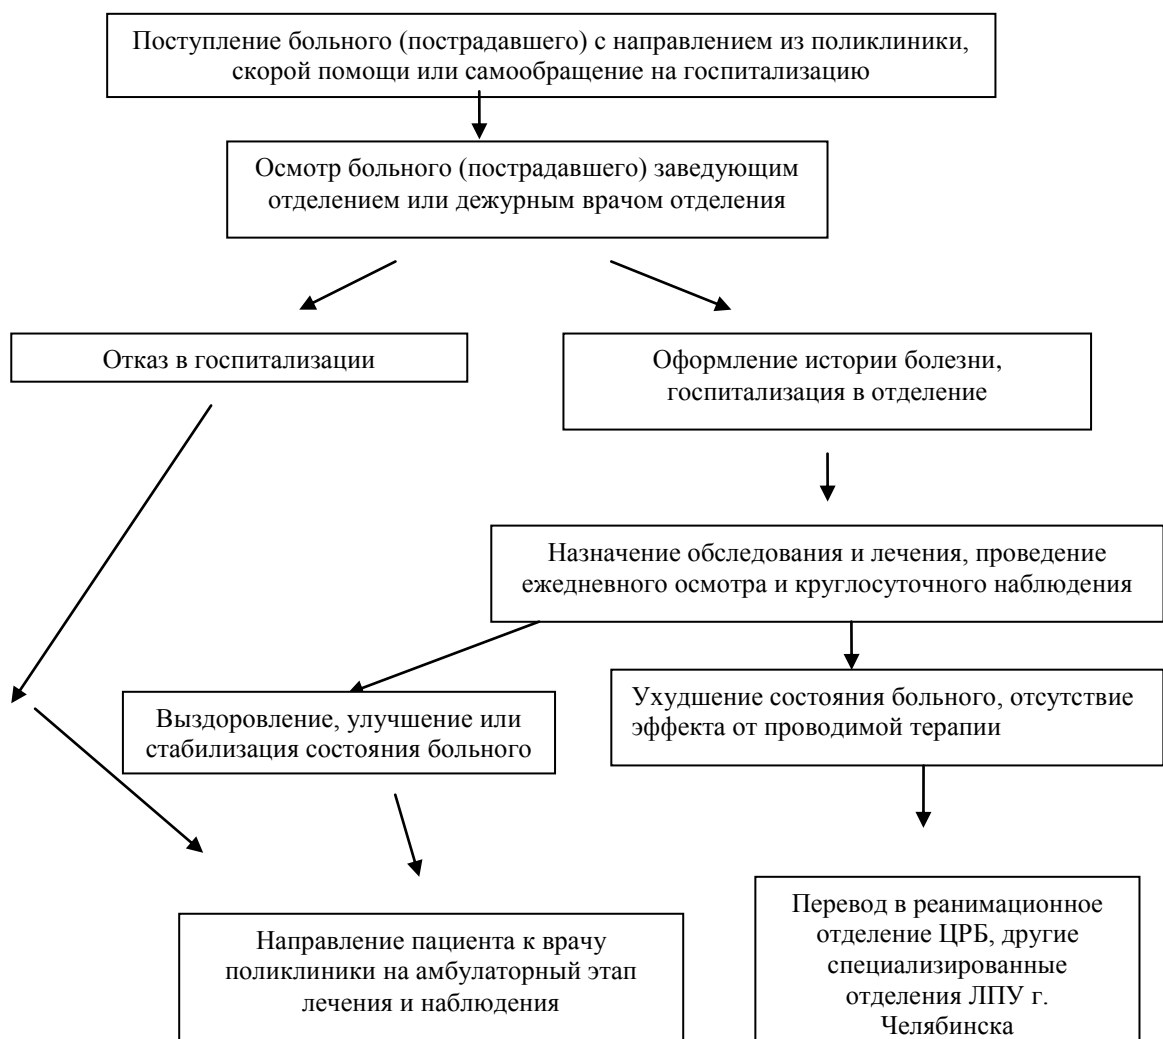 Поступление больного (пострадавшего) с направлением из поликлиники,
скорой помощи или самообращение на госпитализацию
Осмотр больного (пострадавшего) заведующим
отделением или дежурным врачом отделения
Отказ в госпитализации
Оформление истории болезни,
госпитализация в отделение
Назначение обследования и лечения, проведение
ежедневного осмотра и круглосуточного наблюдения
Выздоровление, улучшение или
стабилизация состояния больного
Ухудшение состояния больного, отсутствие
эффекта от проводимой терапии
Направление пациента к врачу
поликлиники на амбулаторный этап
лечения и наблюдения
Перевод в реанимационное
отделение ЦРБ, другие
специализированные
отделения ЛПУ г.
Челябинска